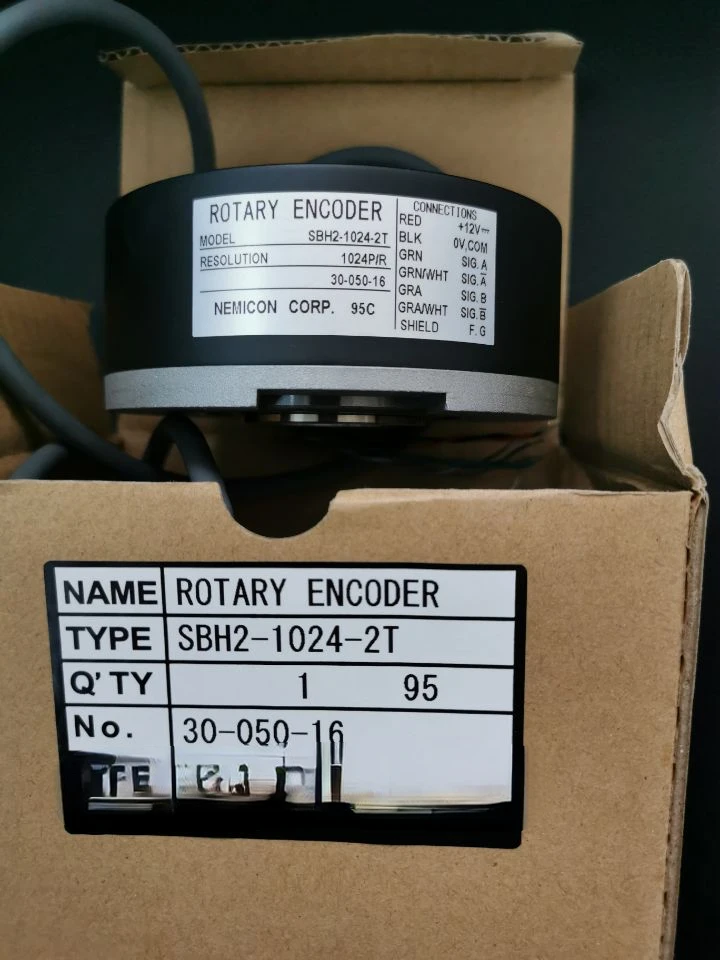 ROTARY ENCODER
MODEL SBH2-1024-2T
RESOLUTION 1024P/R
30-050-16
NEMICON CORP. 95C
CONNECTIONS
RED +12V⎓
BLK 0V,COM
GRN SIG. A
GRN/WHT SIG. A̅
GRA SIG. B
GRA/WHT SIG. B̅
SHIELD F. G
NAME ROTARY ENCODER
TYPE SBH2-1024-2T
Q'TY 1 95
No. 30-050-16